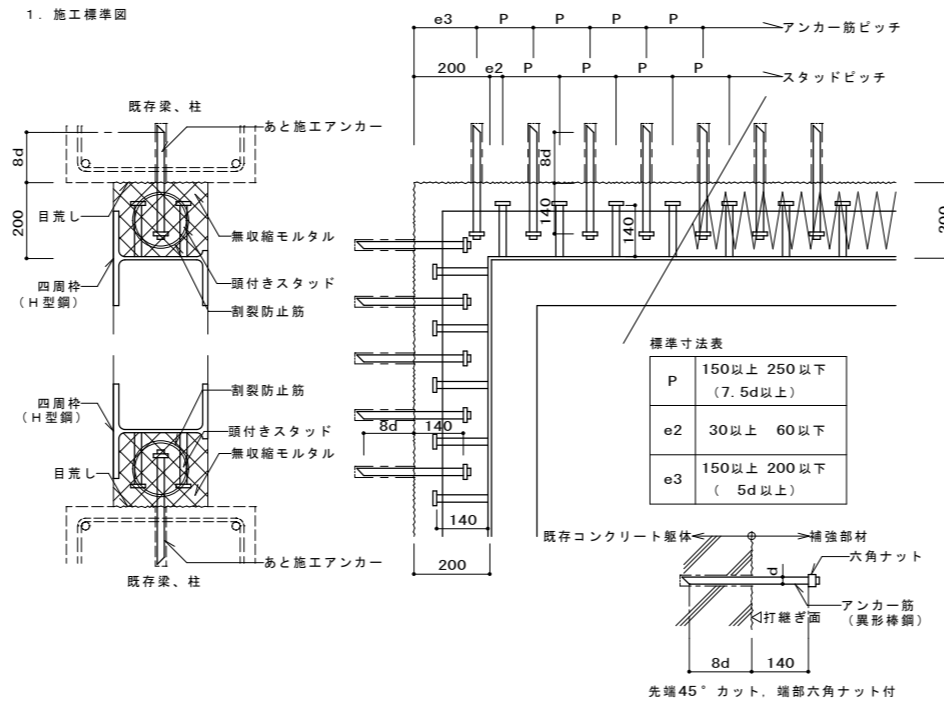 1. 施工標準図
e3 P P P P アンカー筋ピッチ
200 e2 P P P P スタッドピッチ
既存梁、柱
あと施工アンカー
8d
200
目荒し
無収縮モルタル
頭付きスタッド
四周枠
(H型鋼)
割裂防止筋
8d
140
140
200
四周枠
(H型鋼)
割裂防止筋
頭付きスタッド
無収縮モルタル
目荒し
あと施工アンカー
既存梁、柱
8d 140
140
200
標準寸法表
P 150以上 250以下
(7.5d以上)
e2 30以上 60以下
e3 150以上 200以下
( 5d以上)
既存コンクリート躯体 補強部材
六角ナット
d
アンカー筋
(異形棒鋼)
打継ぎ面
8d 140
先端45°カット, 端部六角ナット付